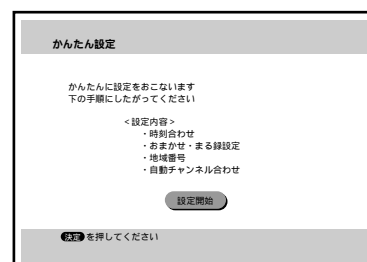 かんたん設定
かんたんに設定をおこないます
下の手順にしたがってください
<設定内容>
・時刻合わせ
・おまかせ・まる録設定
・地域番号
・自動チャンネル合わせ
設定開始
決定を押してください